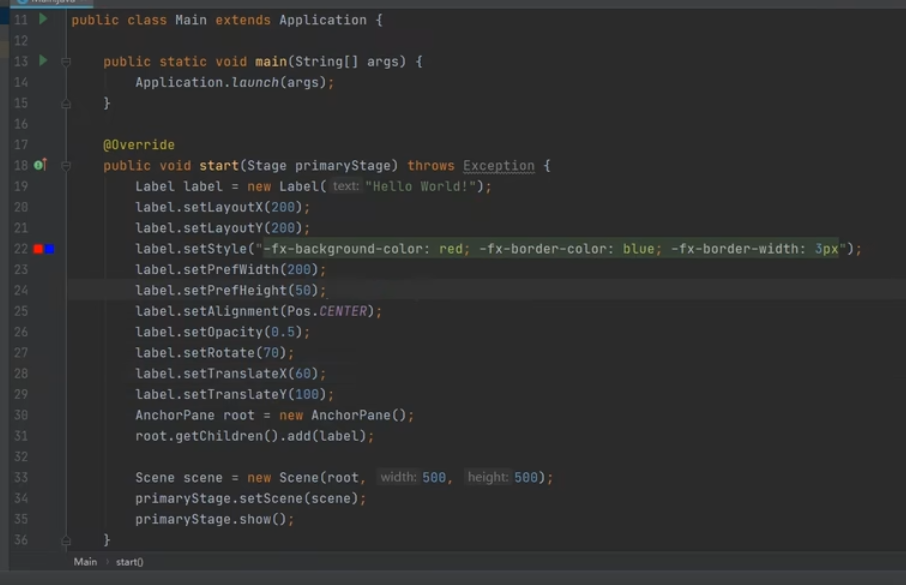 Main.java
11 public class Main extends Application {
12
13 public static void main(String[] args) {
14 Application.launch(args);
15 }
16
17 @Override
18 public void start(Stage primaryStage) throws Exception {
19 Label label = new Label( text: "Hello World!");
20 label.setLayoutX(200);
21 label.setLayoutY(200);
22 label.setStyle("-fx-background-color: red; -fx-border-color: blue; -fx-border-width: 3px");
23 label.setPrefWidth(200);
24 label.setPrefHeight(50);
25 label.setAlignment(Pos.CENTER);
26 label.setOpacity(0.5);
27 label.setRotate(70);
28 label.setTranslateX(60);
29 label.setTranslateY(100);
30 AnchorPane root = new AnchorPane();
31 root.getChildren().add(label);
32
33 Scene scene = new Scene(root, width: 500, height: 500);
34 primaryStage.setScene(scene);
35 primaryStage.show();
36 }
Main › start()